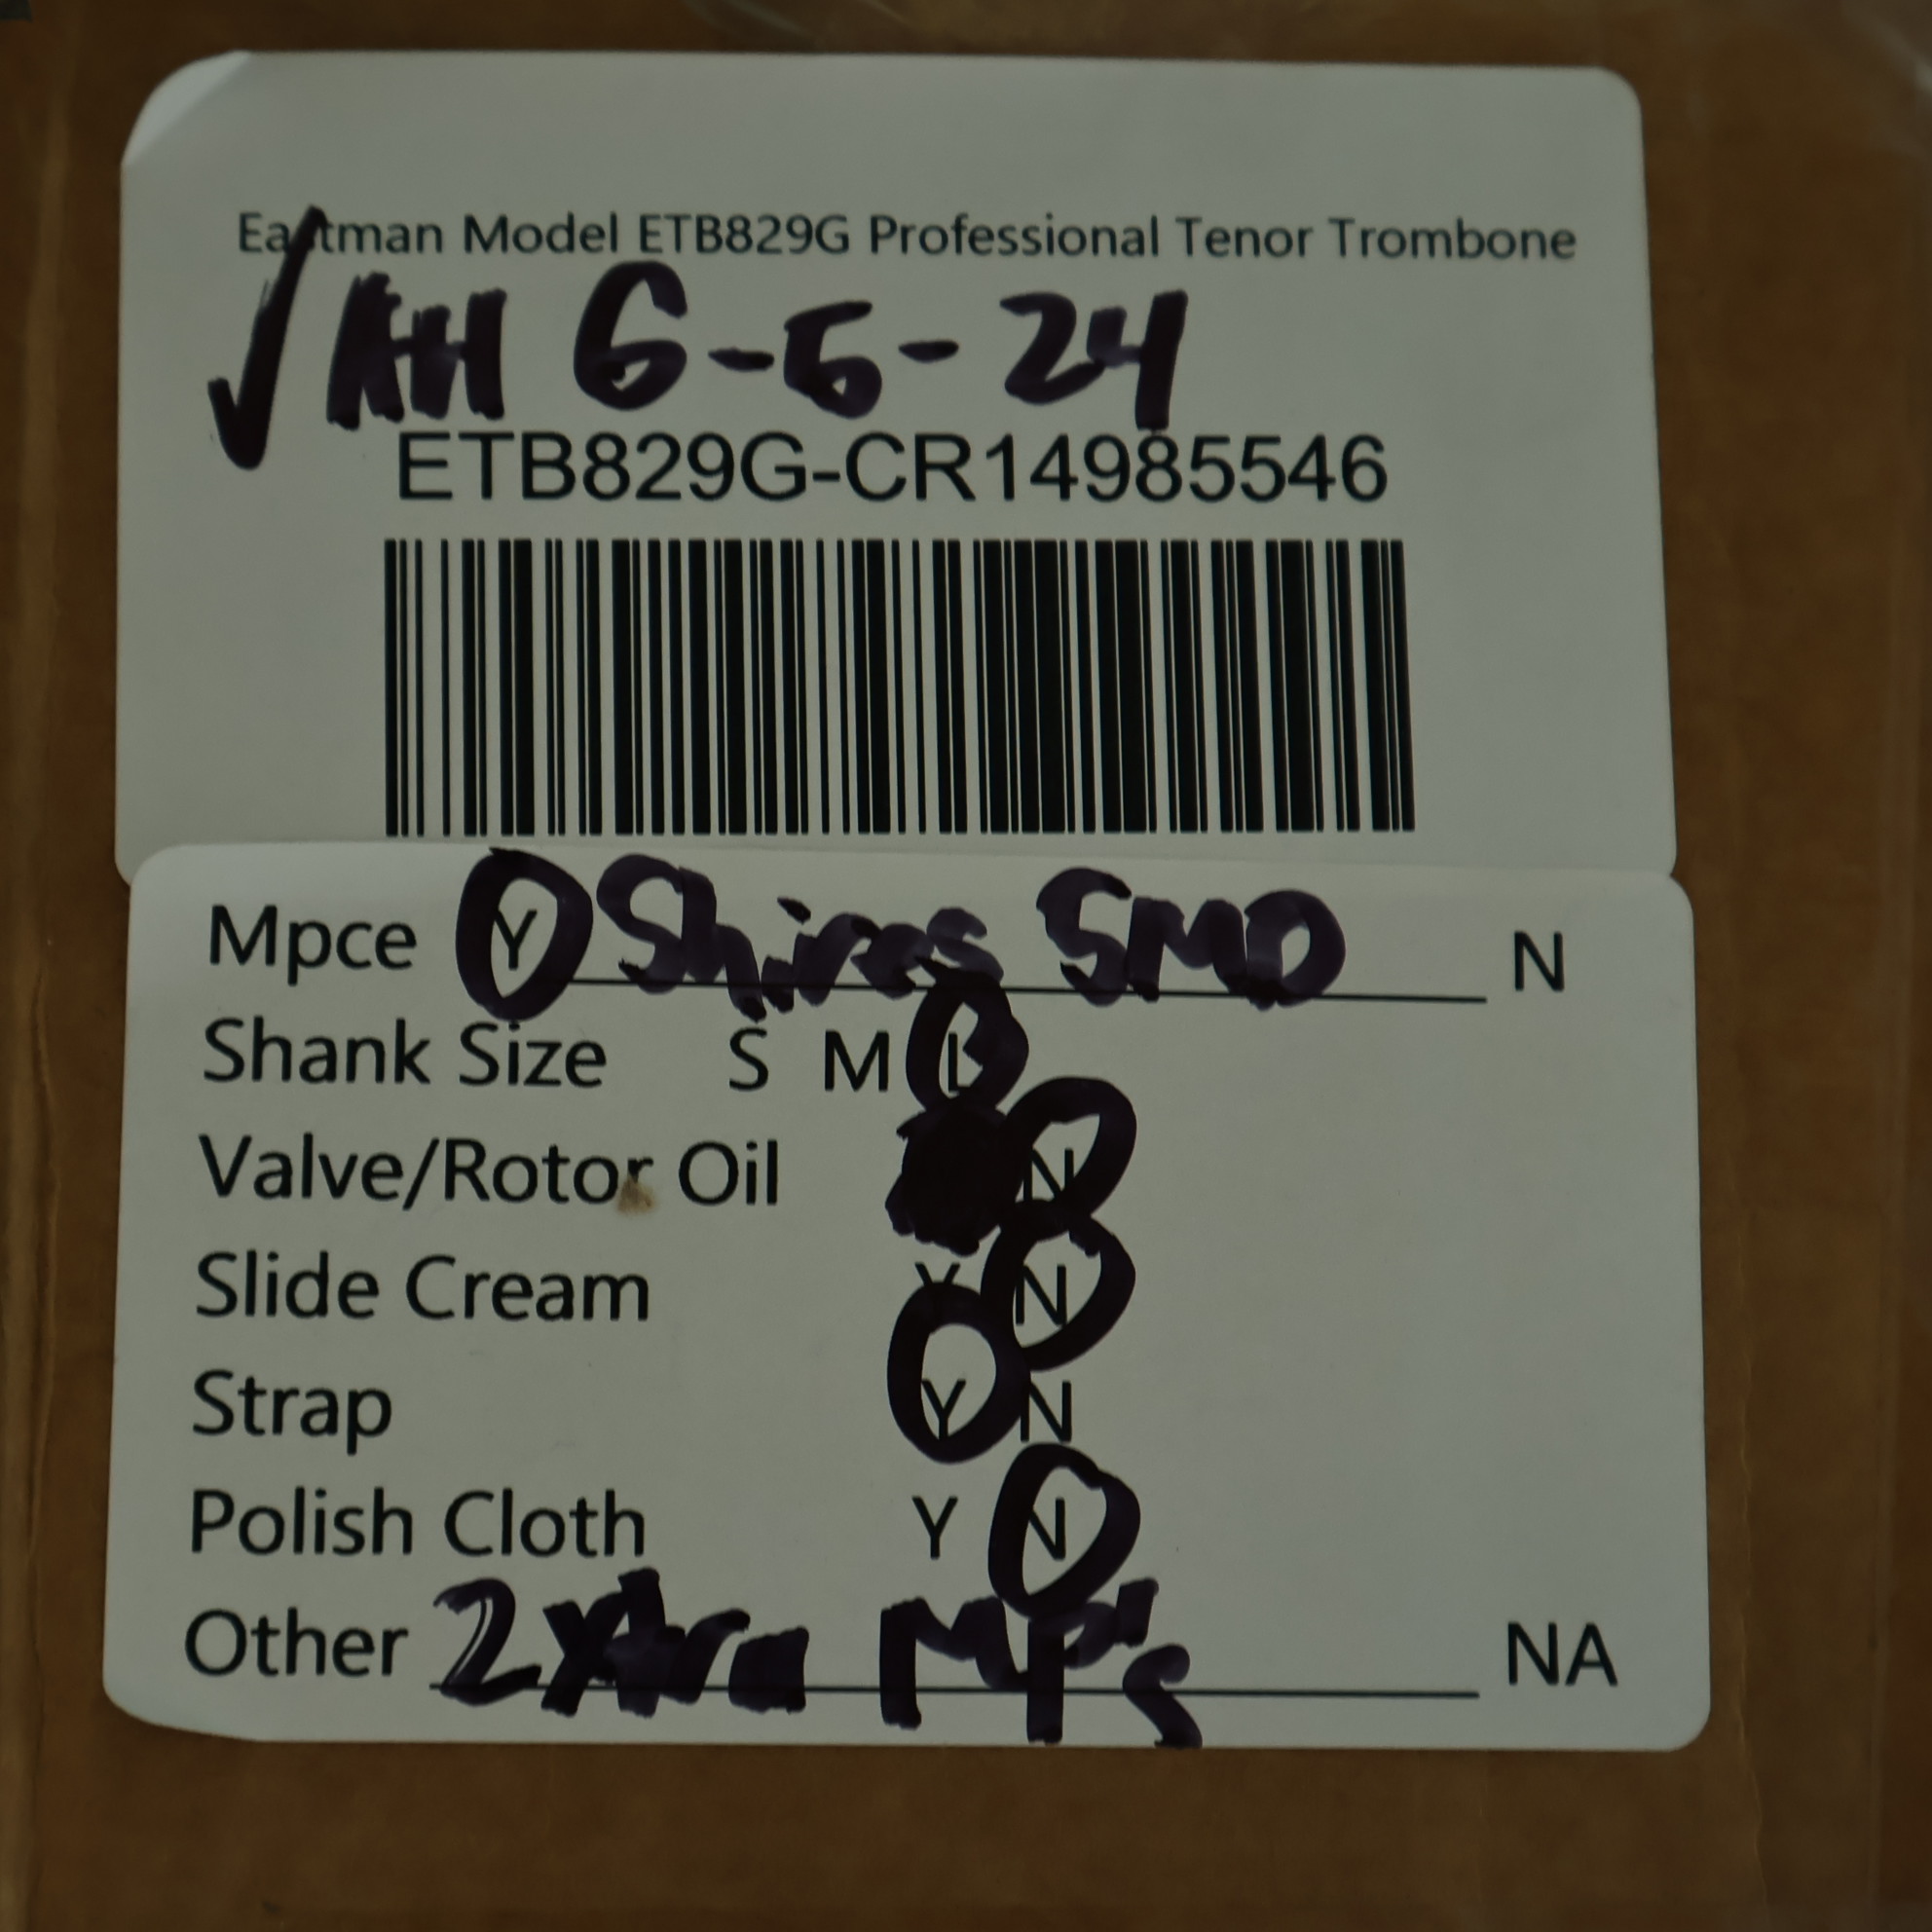 Eastman Model ETB829G Professional Tenor Trombone
✓ AH 6-5-24
ETB829G-CR14985546
Mpce Y Shires SMD N
Shank Size S M L
Valve/Rotor Oil N
Slide Cream Y N
Strap Y N
Polish Cloth Y N
Other 2 Xtra MP's NA